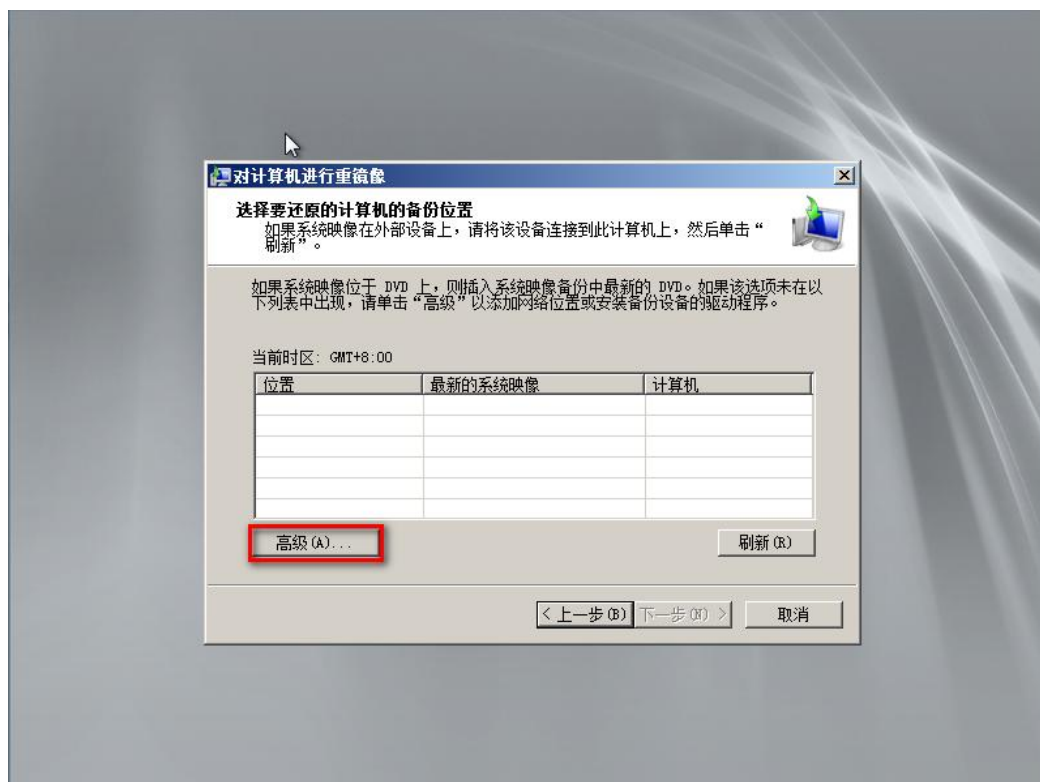 对计算机进行重镜像
选择要还原的计算机的备份位置
如果系统映像在外部设备上，请将该设备连接到此计算机上，然后单击“
刷新”。
如果系统映像位于 DVD 上，则插入系统映像备份中最新的 DVD。如果该选项未在以
下列表中出现，请单击“高级”以添加网络位置或安装备份设备的驱动程序。
当前时区: GMT+8:00
位置 最新的系统映像 计算机
高级(A)... 刷新(R)
< 上一步(B) 下一步(N) > 取消